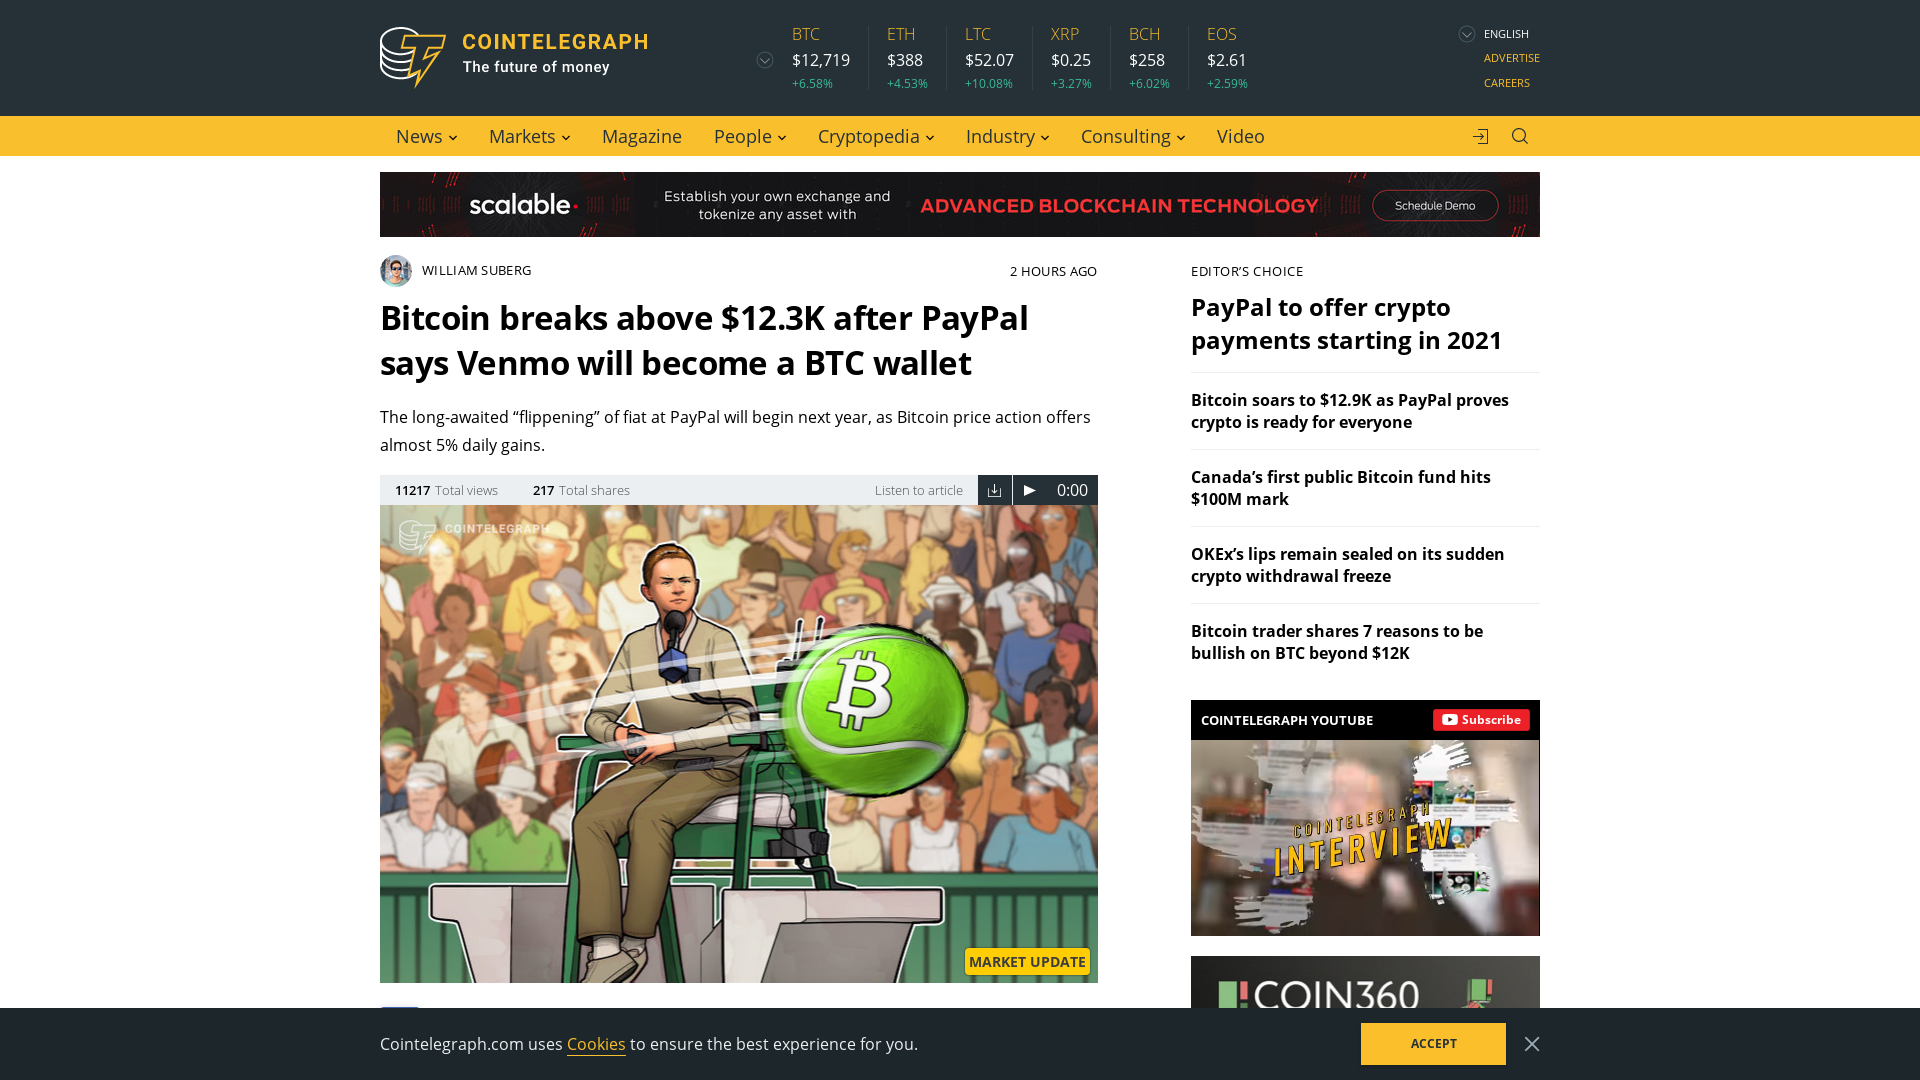 COINTELEGRAPH
The future of money
BTC
$12,719
+6.58%
ETH
$388
+4.53%
LTC
$52.07
+10.08%
XRP
$0.25
+3.27%
BCH
$258
+6.02%
EOS
$2.61
+2.59%
ENGLISH
ADVERTISE
CAREERS
News
Markets
Magazine
People
Cryptopedia
Industry
Consulting
Video
scalable
Establish your own exchange and
tokenize any asset with
ADVANCED BLOCKCHAIN TECHNOLOGY
Schedule Demo
WILLIAM SUBERG
2 HOURS AGO
Bitcoin breaks above $12.3K after PayPal
says Venmo will become a BTC wallet
The long-awaited “flippening” of fiat at PayPal will begin next year, as Bitcoin price action offers
almost 5% daily gains.
11217 Total views
217 Total shares
Listen to article
0:00
COINTELEGRAPH
MARKET UPDATE
EDITOR’S CHOICE
PayPal to offer crypto
payments starting in 2021
Bitcoin soars to $12.9K as PayPal proves
crypto is ready for everyone
Canada’s first public Bitcoin fund hits
$100M mark
OKEx’s lips remain sealed on its sudden
crypto withdrawal freeze
Bitcoin trader shares 7 reasons to be
bullish on BTC beyond $12K
COINTELEGRAPH YOUTUBE
Subscribe
COINTELEGRAPH
INTERVIEW
COIN360
Cointelegraph.com uses Cookies to ensure the best experience for you.
ACCEPT